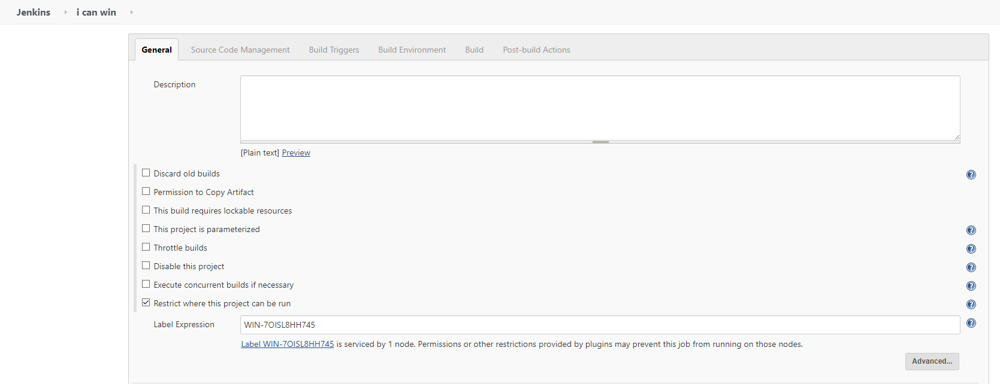 Jenkins i can win
General Source Code Management Build Triggers Build Environment Build Post-build Actions
Description
[Plain text] Preview
Discard old builds
Permission to Copy Artifact
This build requires lockable resources
This project is parameterized
Throttle builds
Disable this project
Execute concurrent builds if necessary
Restrict where this project can be run
Label Expression WIN-7OISL8HH745
Label WIN-7OISL8HH745 is serviced by 1 node. Permissions or other restrictions provided by plugins may prevent this job from running on those nodes.
Advanced...